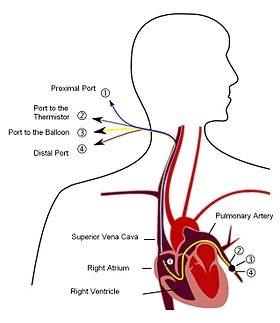 Proximal Port ①
Port to the ②
Thermistor
Port to the Balloon ③
Distal Port ④
Pulmonary Artery
Superior Vena Cava
②
① ③
Right Atrium ④
Right Ventricle